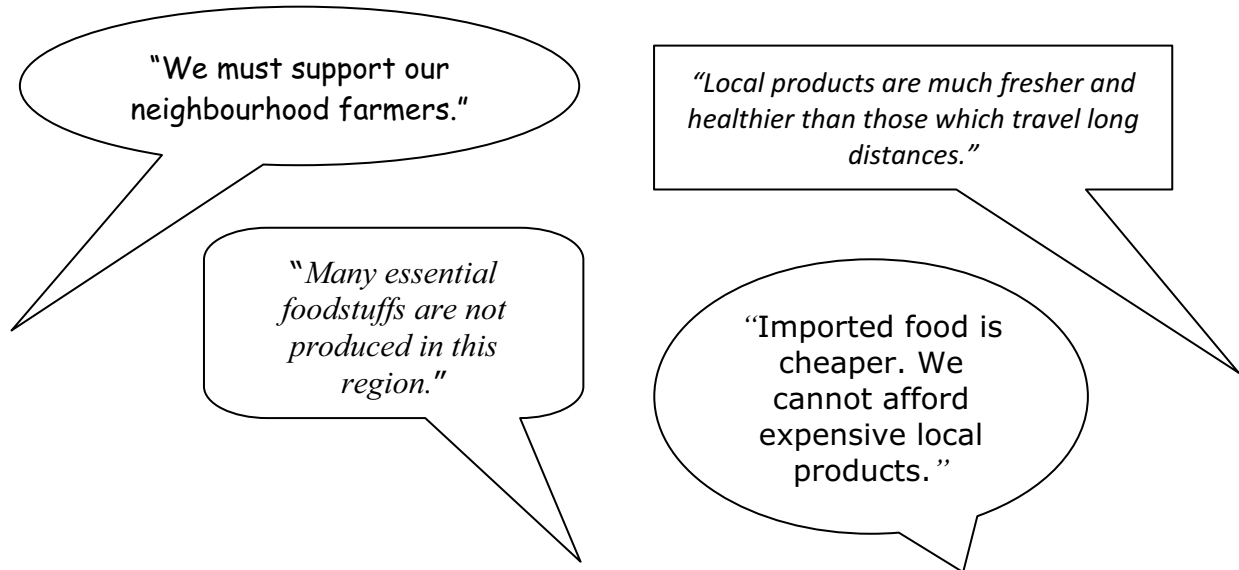 “We must support our
neighbourhood farmers.”
“Local products are much fresher and
healthier than those which travel long
distances.”
“Many essential
foodstuffs are not
produced in this
region.”
“Imported food is
cheaper. We
cannot afford
expensive local
products.”